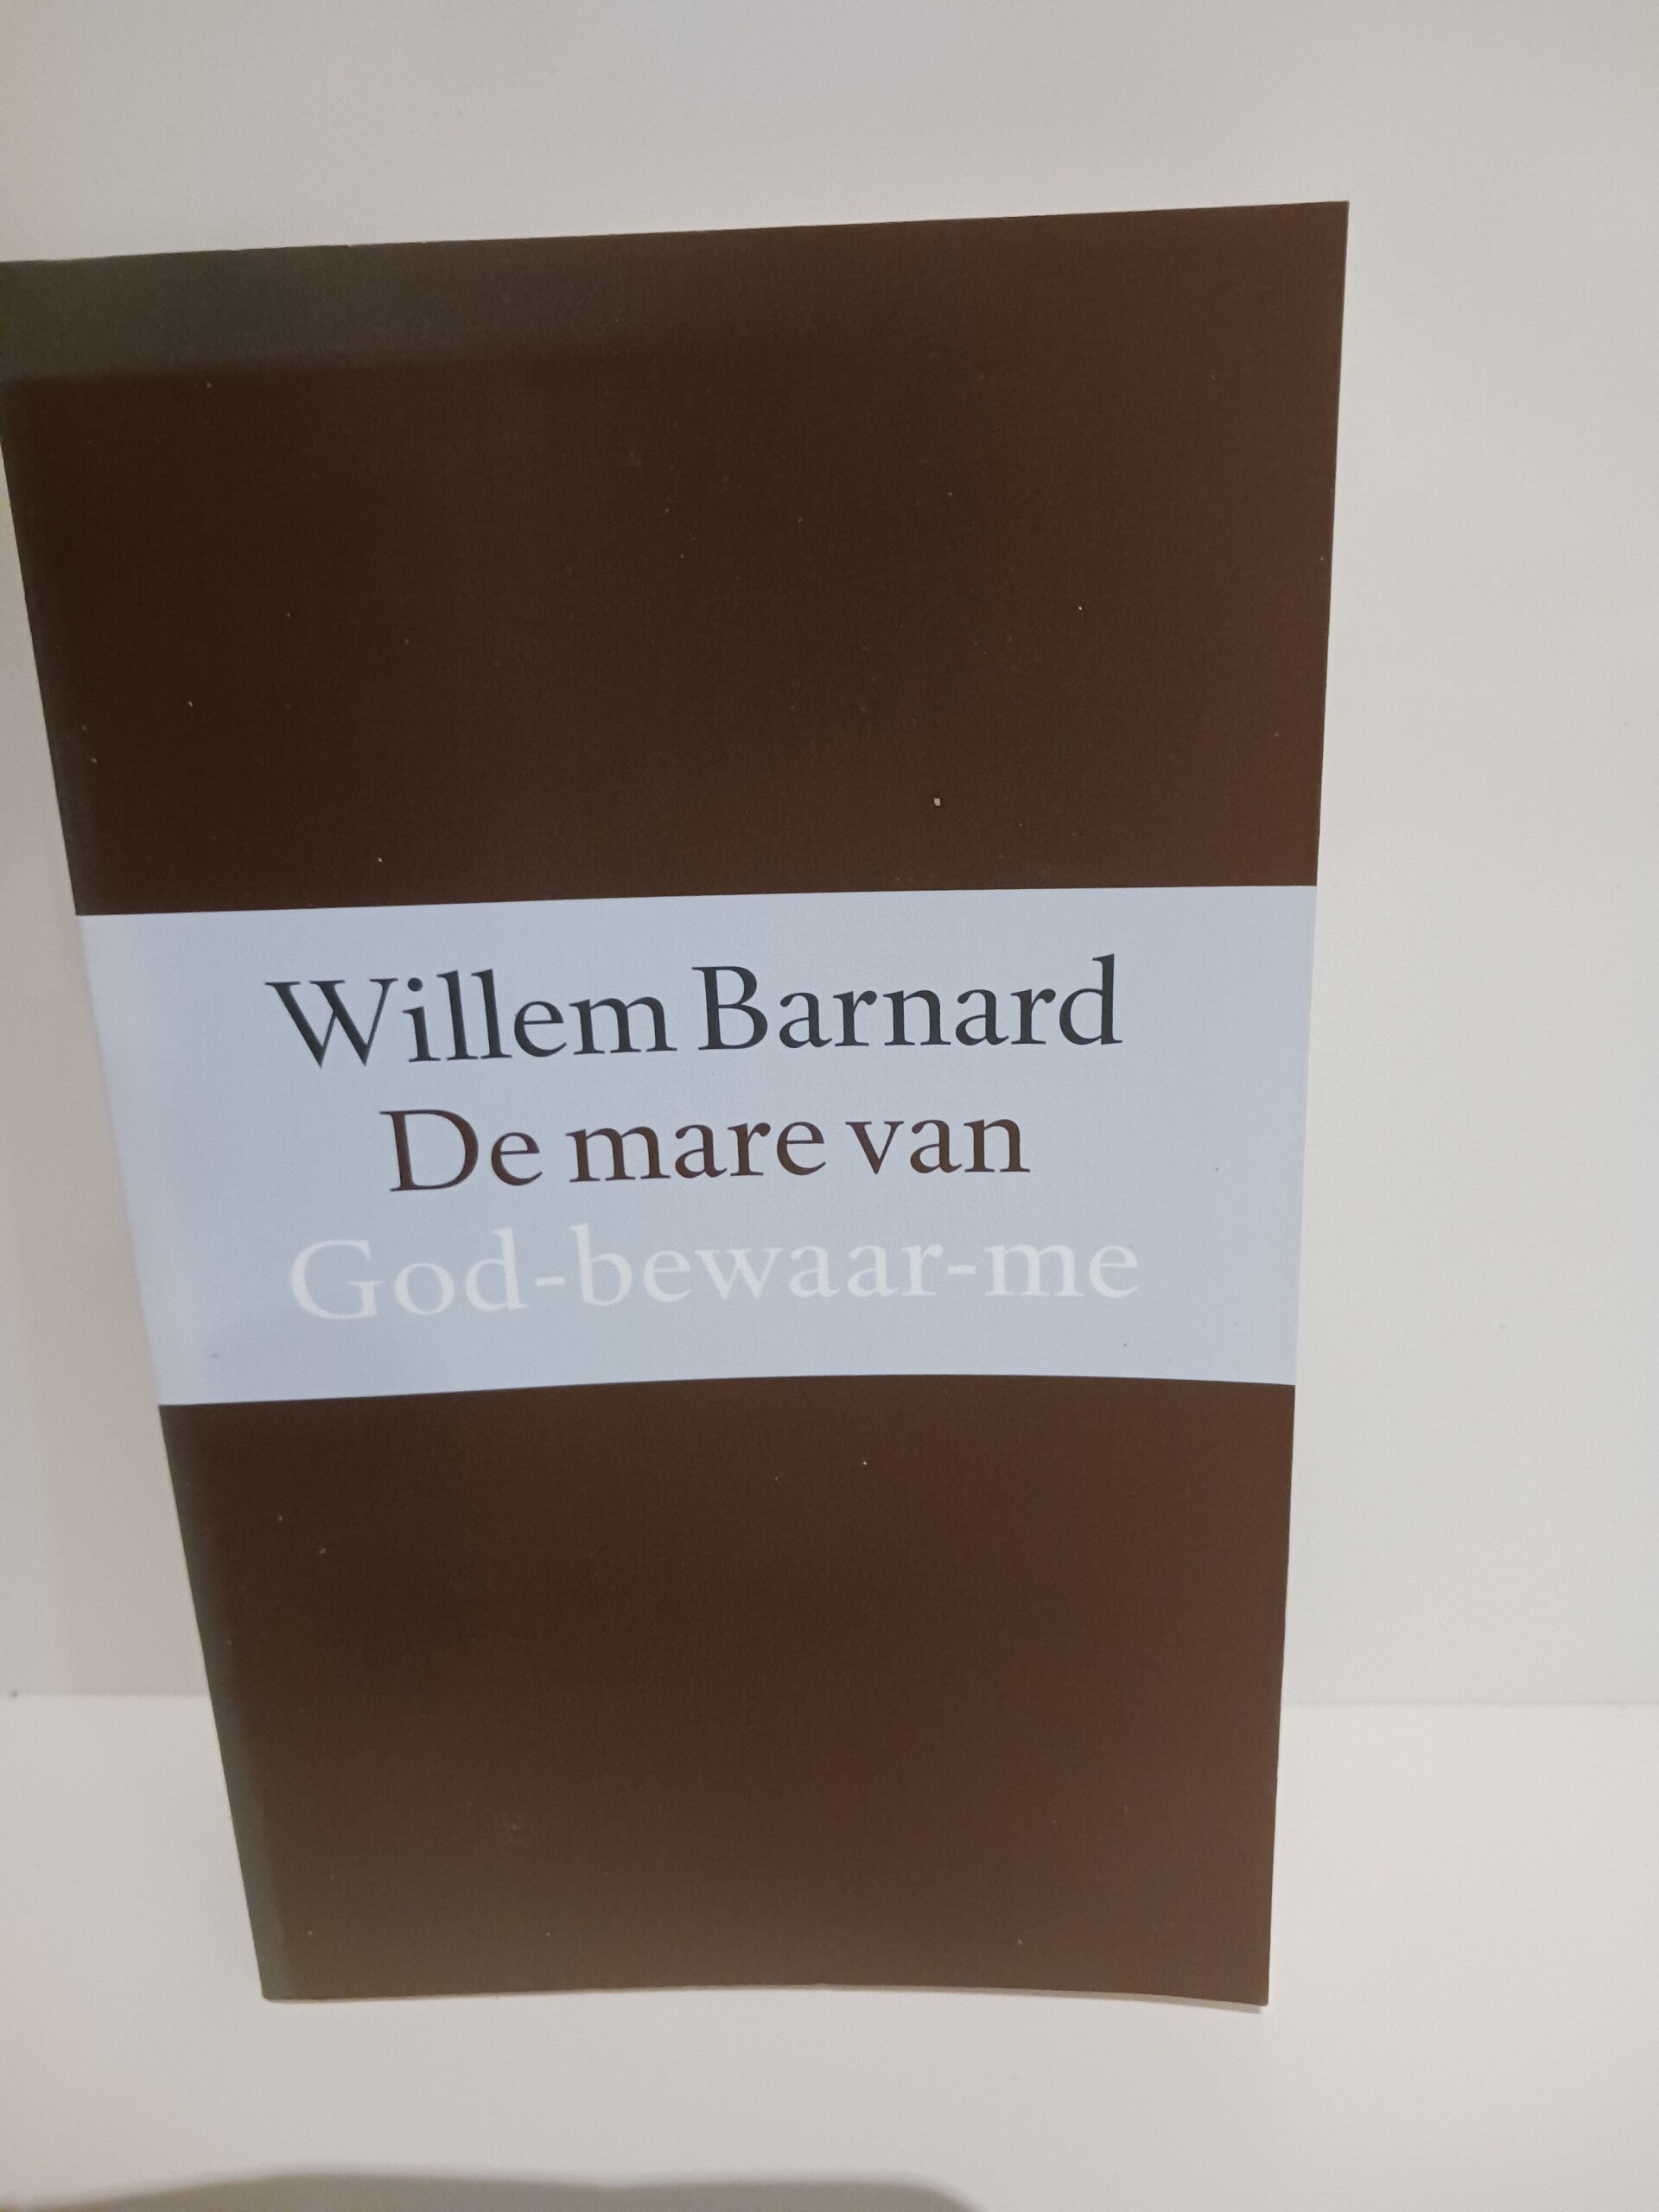 Willem Barnard
De mare van
God-bewaar-me